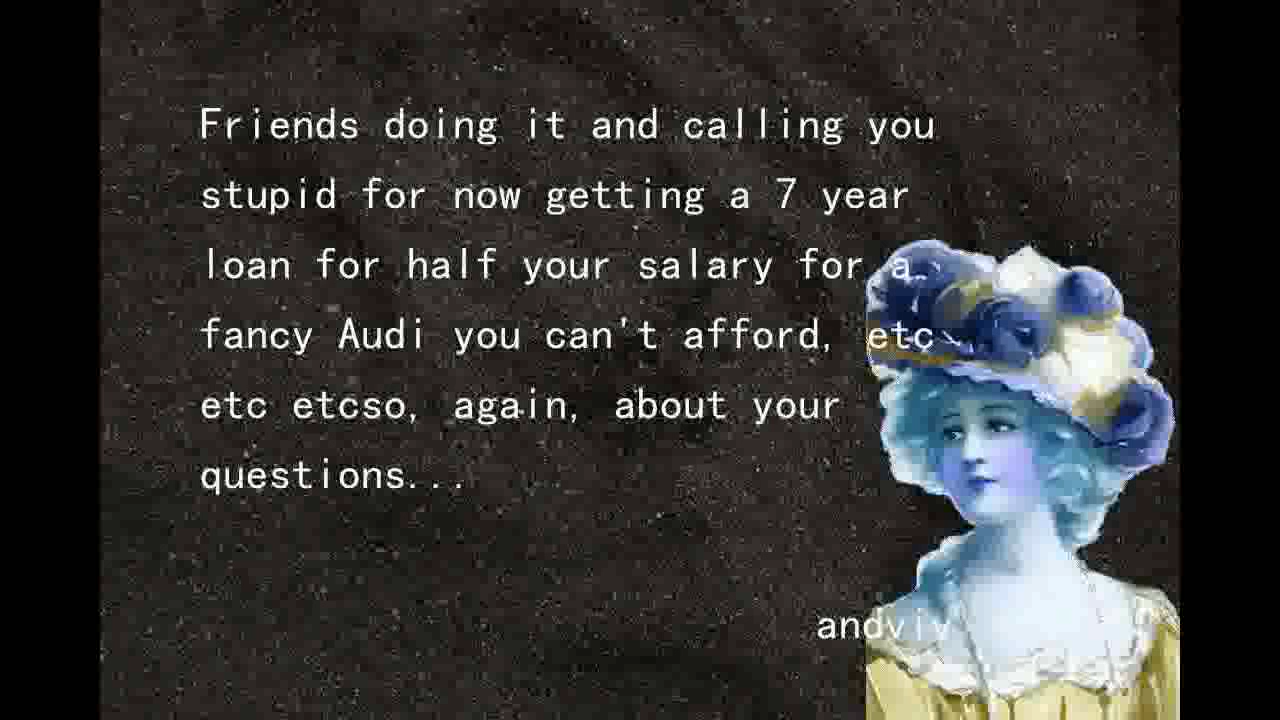 Friends doing it and calling you
stupid for now getting a 7 year
loan for half your salary for a
fancy Audi you can't afford, etc
etc etcso, again, about your
questions...
andviv